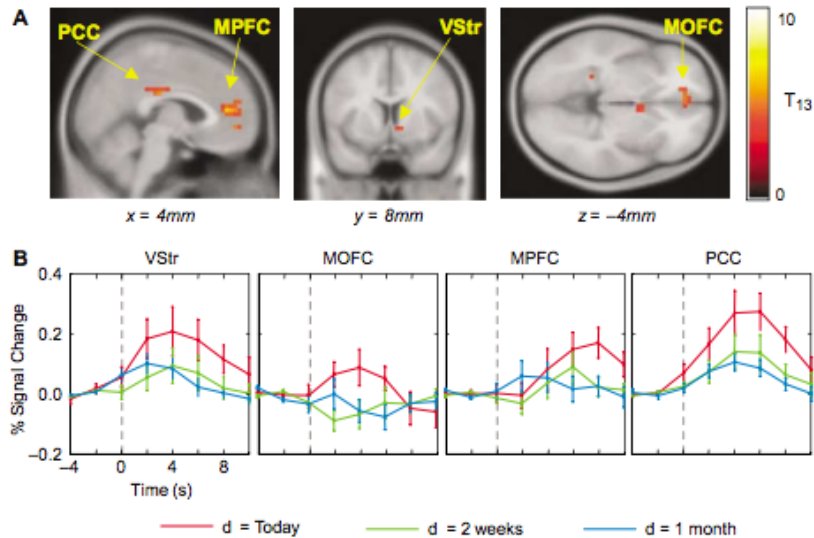 A
PCC
MPFC
VStr
MOFC
10
T13
0
x = 4mm
y = 8mm
z = –4mm
B
VStr
MOFC
MPFC
PCC
% Signal Change
0.4
0.2
0.0
–0.2
–4
0
4
8
Time (s)
d = Today
d = 2 weeks
d = 1 month